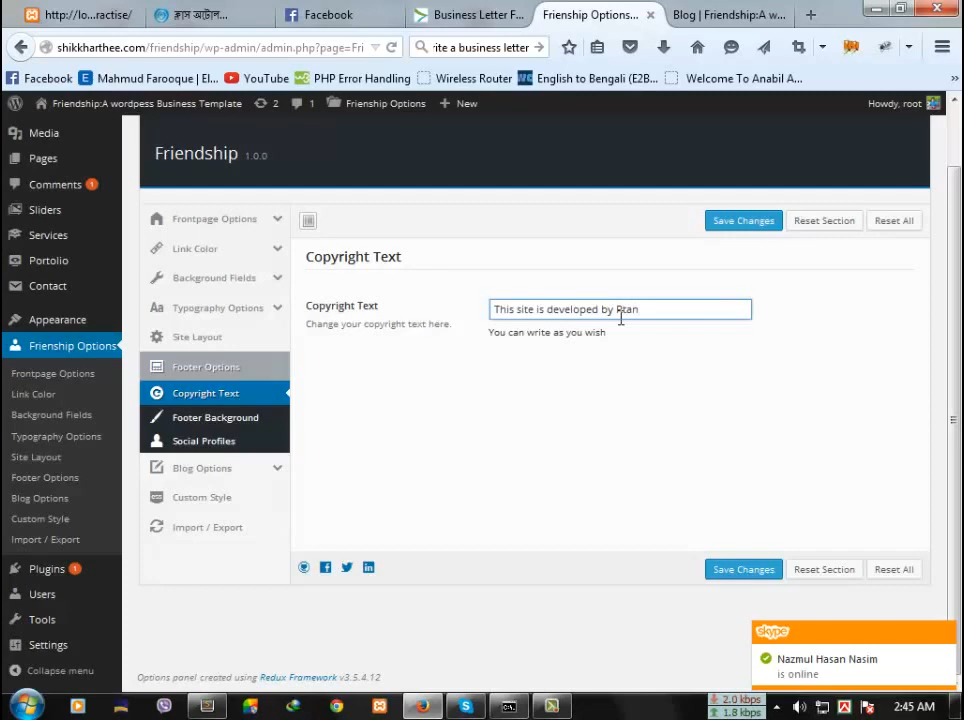 http://lo...ractise/
ক্লাস অটোল...
Facebook
Business Letter F...
Frienship Options...
Blog | Friendship:A w...
shikkharthee.com/friendship/wp-admin/admin.php?page=Fri
rite a business letter
Facebook
Mahmud Farooque | El...
YouTube
PHP Error Handling
Wireless Router
English to Bengali (E2B...
Welcome To Anabil A...
Friendship:A wordpess Business Template
2
1
Frienship Options
New
Howdy, root
Media
Pages
Comments 1
Sliders
Services
Portolio
Contact
Appearance
Frienship Options
Frontpage Options
Link Color
Background Fields
Typography Options
Site Layout
Footer Options
Blog Options
Custom Style
Import / Export
Plugins 1
Users
Tools
Settings
Collapse menu
Friendship 1.0.0
Frontpage Options
Link Color
Background Fields
Typography Options
Site Layout
Footer Options
Copyright Text
Footer Background
Social Profiles
Blog Options
Custom Style
Import / Export
Save Changes
Reset Section
Reset All
Copyright Text
Copyright Text
Change your copyright text here.
This site is developed by
You can write as you wish
Save Changes
Reset Section
Reset All
Options panel created using Redux Framework v3.5.4.12
skype
Nazmul Hasan Nasim
is online
2.0 kbps
1.8 kbps
2:45 AM